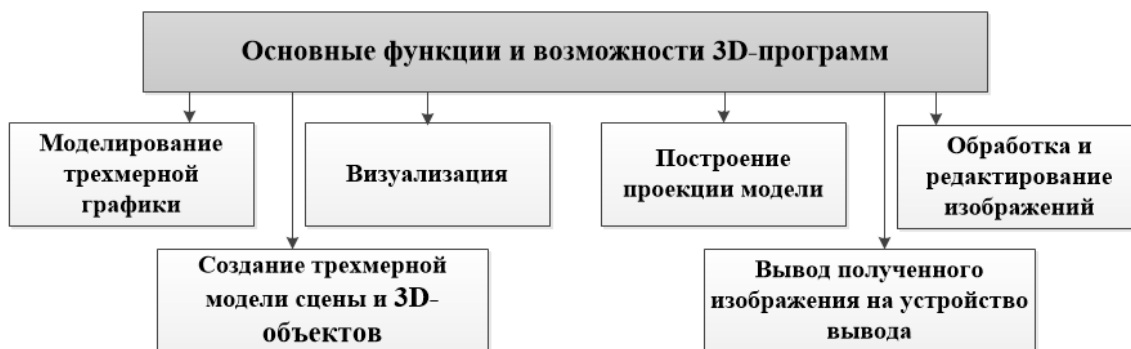 Основные функции и возможности 3D-программ
Моделирование
трехмерной
графики
Визуализация
Построение
проекции модели
Обработка и
редактирование
изображений
Создание трехмерной
модели сцены и 3D-
объектов
Вывод полученного
изображения на устройство
вывода